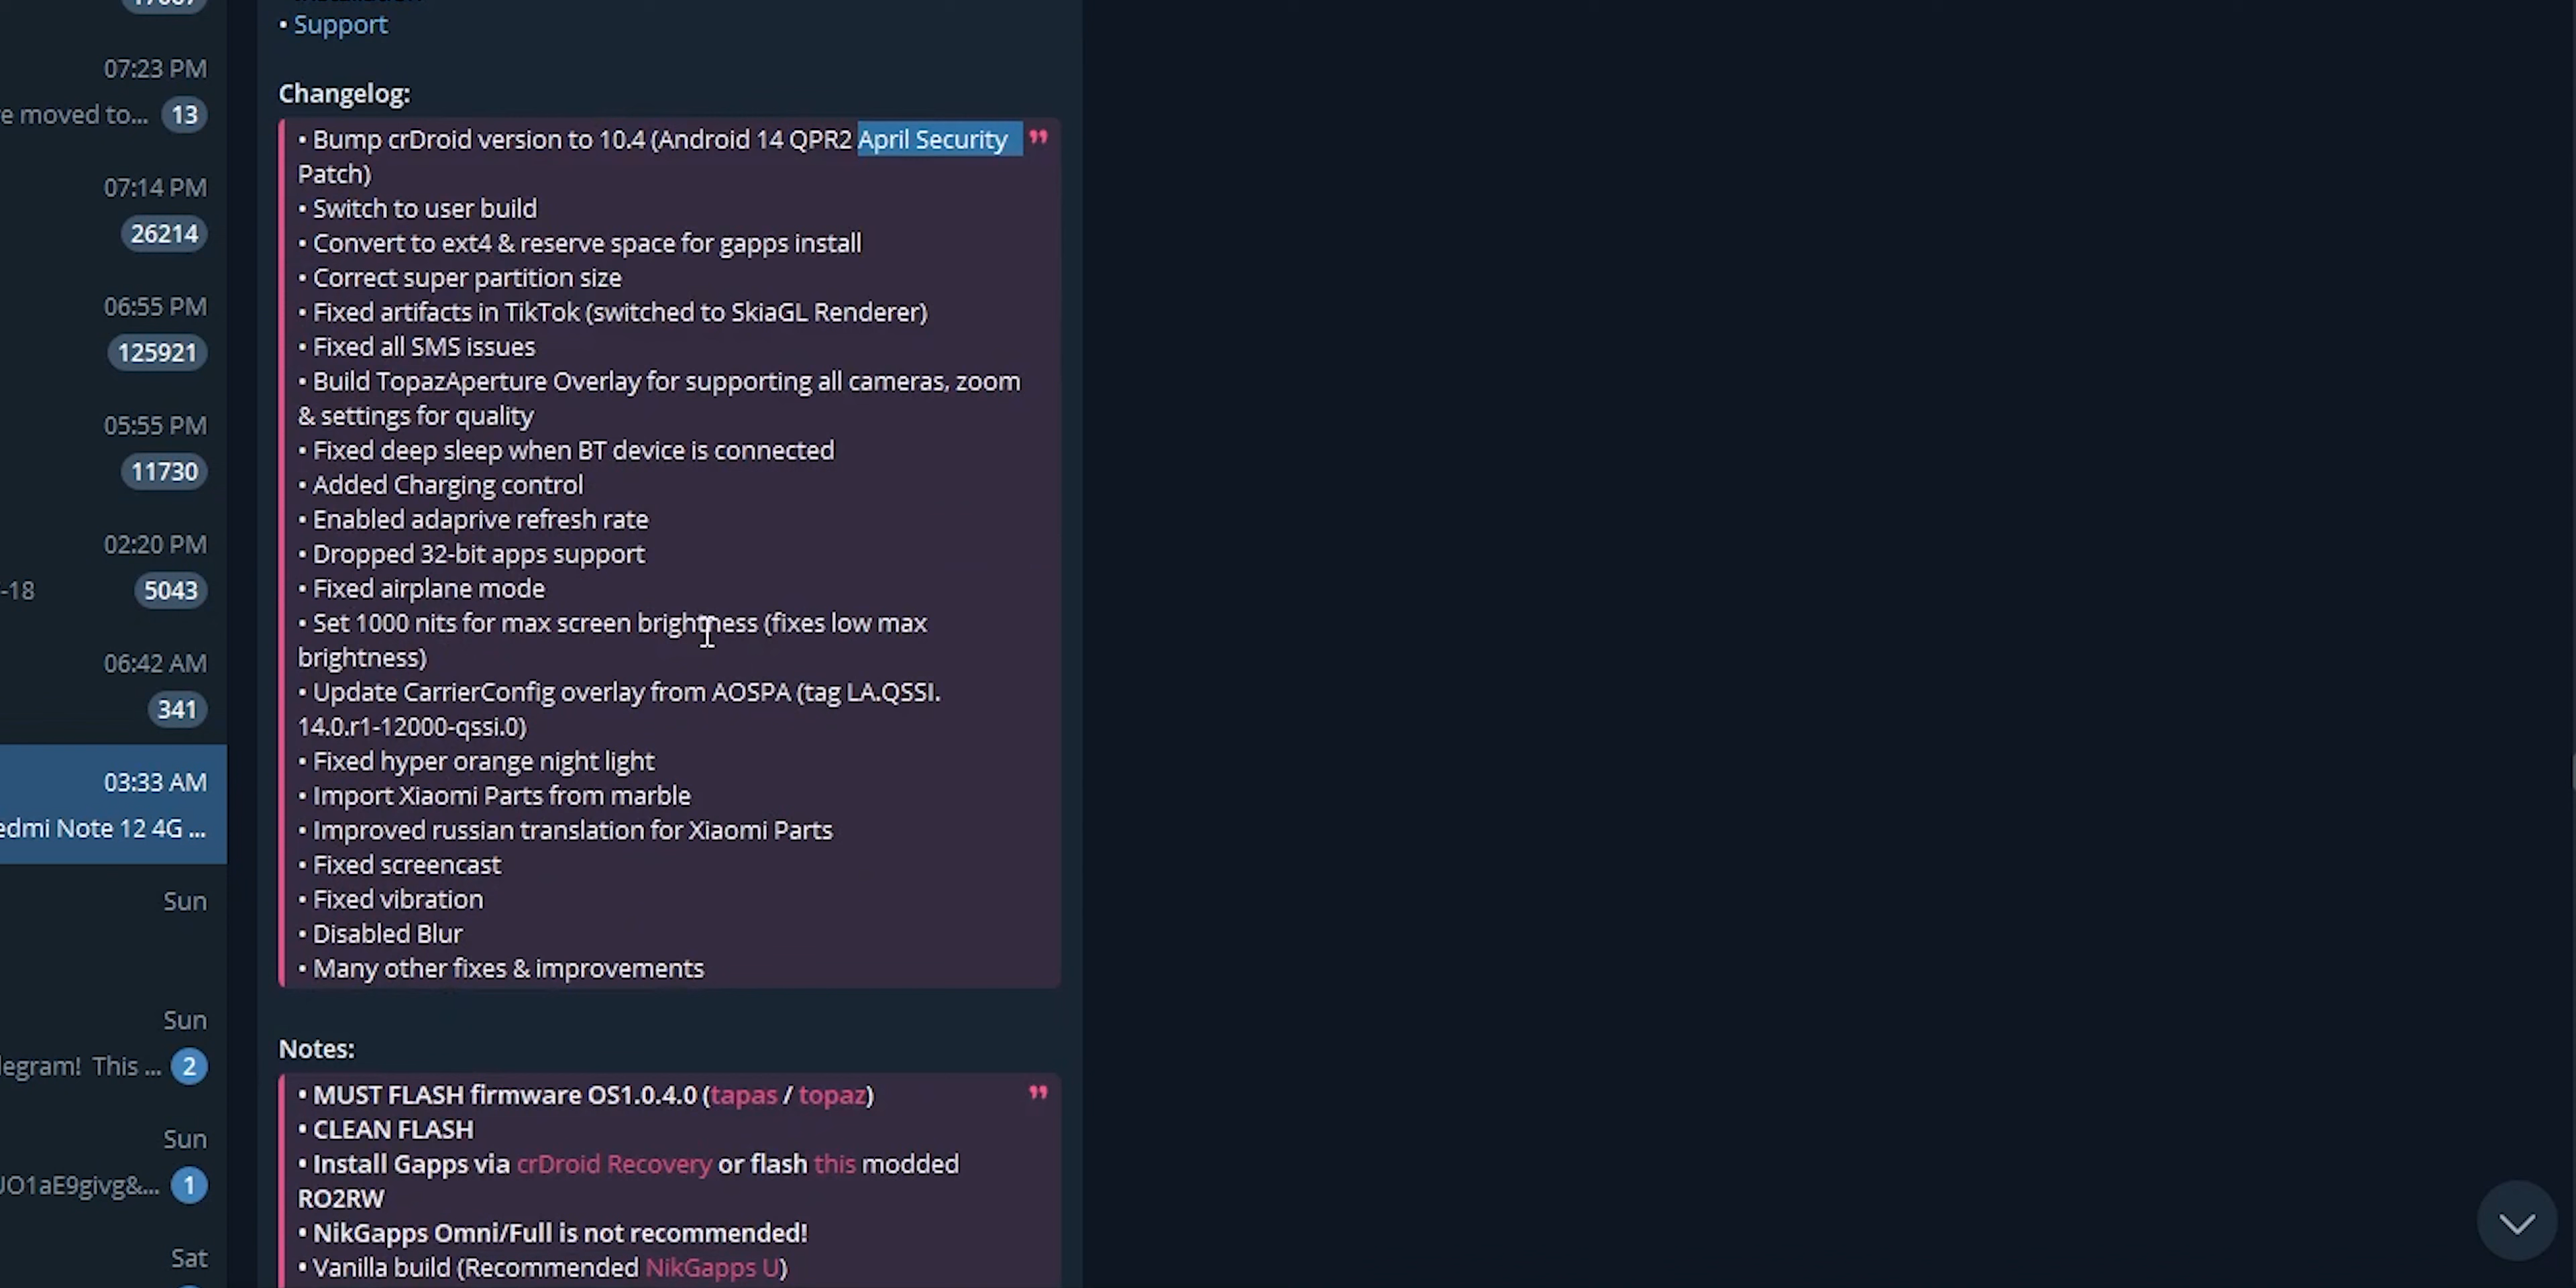 17667
07:23 PM
e moved to... 13
07:14 PM
26214
06:55 PM
125921
05:55 PM
11730
02:20 PM
-18 5043
06:42 AM
341
03:33 AM
edmi Note 12 4G ...
Sun
Sun
legram! This ... 2
Sun
JO1aE9givg&... 1
Sat
• Support
Changelog:
• Bump crDroid version to 10.4 (Android 14 QPR2 April Security
Patch)
• Switch to user build
• Convert to ext4 & reserve space for gapps install
• Correct super partition size
• Fixed artifacts in TikTok (switched to SkiaGL Renderer)
• Fixed all SMS issues
• Build TopazAperture Overlay for supporting all cameras, zoom
& settings for quality
• Fixed deep sleep when BT device is connected
• Added Charging control
• Enabled adaprive refresh rate
• Dropped 32-bit apps support
• Fixed airplane mode
• Set 1000 nits for max screen brightness (fixes low max
brightness)
• Update CarrierConfig overlay from AOSPA (tag LA.QSSI.
14.0.r1-12000-qssi.0)
• Fixed hyper orange night light
• Import Xiaomi Parts from marble
• Improved russian translation for Xiaomi Parts
• Fixed screencast
• Fixed vibration
• Disabled Blur
• Many other fixes & improvements
Notes:
• MUST FLASH firmware OS1.0.4.0 (tapas / topaz)
• CLEAN FLASH
• Install Gapps via crDroid Recovery or flash this modded
RO2RW
• NikGapps Omni/Full is not recommended!
• Vanilla build (Recommended NikGapps U)